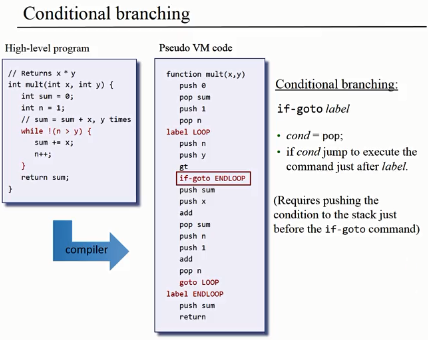 Conditional branching
High-level program
// Returns x * y
int mult(int x, int y) {
int sum = 0;
int n = 1;
// sum = sum + x, y times
while !(n > y) {
sum += x;
n++;
}
return sum;
}
compiler
Pseudo VM code
function mult(x,y)
push 0
pop sum
push 1
pop n
label LOOP
push n
push y
gt
if-goto ENDLOOP
push sum
push x
add
pop sum
push n
push 1
add
pop n
goto LOOP
label ENDLOOP
push sum
return
Conditional branching:
if-goto label
• cond = pop;
• if cond jump to execute the
command just after label.
(Requires pushing the
condition to the stack just
before the if-goto command)